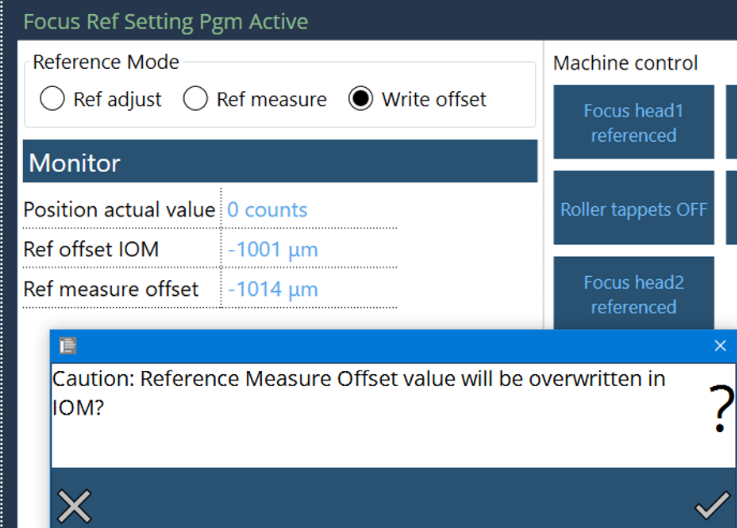 Focus Ref Setting Pgm Active
Reference Mode
Ref adjust Ref measure Write offset
Monitor
Position actual value 0 counts
Ref offset IOM -1001 µm
Ref measure offset -1014 µm
Machine control
Focus head1
referenced
Roller tappets OFF
Focus head2
referenced
Caution: Reference Measure Offset value will be overwritten in
IOM?
?